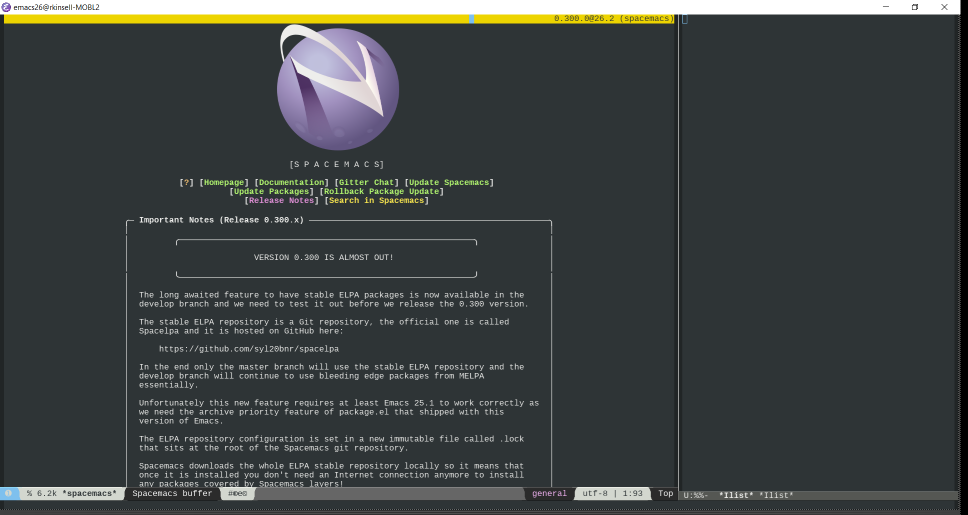 emacs26@rkinsell-MOBL2
0.300.0@26.2 (spacemacs)
[S P A C E M A C S]
[?] [Homepage] [Documentation] [Gitter Chat] [Update Spacemacs]
[Update Packages] [Rollback Package Update]
[Release Notes] [Search in Spacemacs]
Important Notes (Release 0.300.x)
VERSION 0.300 IS ALMOST OUT!
The long awaited feature to have stable ELPA packages is now available in the
develop branch and we need to test it out before we release the 0.300 version.
The stable ELPA repository is a Git repository, the official one is called
Spacelpa and it is hosted on GitHub here:
https://github.com/syl20bnr/spacelpa
In the end only the master branch will use the stable ELPA repository and the
develop branch will continue to use bleeding edge packages from MELPA
essentially.
Unfortunately this new feature requires at least Emacs 25.1 to work correctly as
we need the archive priority feature of package.el that shipped with this
version of Emacs.
The ELPA repository configuration is set in a new immutable file called .lock
that sits at the root of the Spacemacs git repository.
Spacemacs downloads the whole ELPA stable repository locally so it means that
once it is installed you don't need an Internet connection anymore to install
any packages covered by Spacemacs layers!
% 6.2k *spacemacs* Spacemacs buffer general utf-8 | 1:93 Top
U:%%- *Ilist* *Ilist*